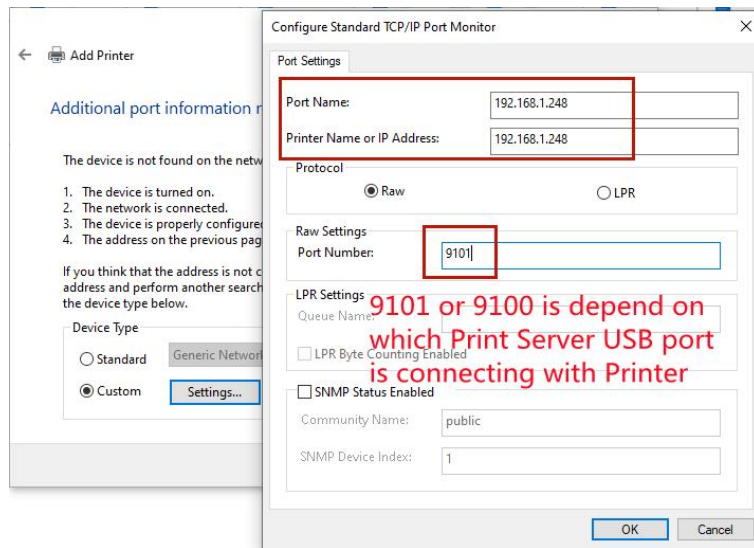 Add Printer
Additional port information r
The device is not found on the netw
1. The device is turned on.
2. The network is connected.
3. The device is properly configured
4. The address on the previous pag
If you think that the address is not c
address and perform another search
the device type below.
Device Type
Standard
Generic Network
Custom
Settings...
Configure Standard TCP/IP Port Monitor
Port Settings
Port Name:
192.168.1.248
Printer Name or IP Address:
192.168.1.248
Protocol
Raw
LPR
Raw Settings
Port Number:
9101
LPR Settings
Queue Name:
LPR Byte Counting Enabled
9101 or 9100 is depend on
which Print Server USB port
is connecting with Printer
SNMP Status Enabled
Community Name:
public
SNMP Device Index:
1
OK
Cancel